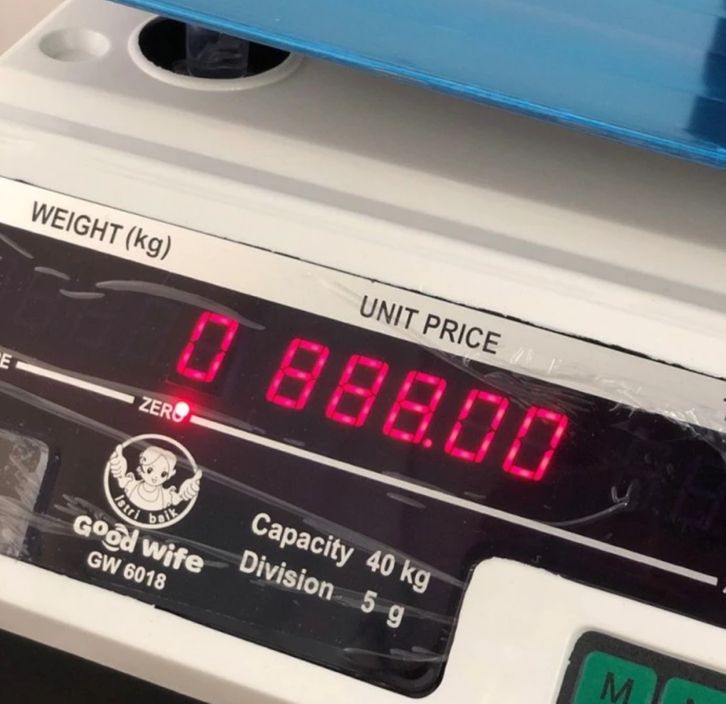 WEIGHT (kg)
UNIT PRICE
0 888.00
ZERO
istri baik
Good wife
GW 6018
Capacity 40 kg
Division 5 g
M